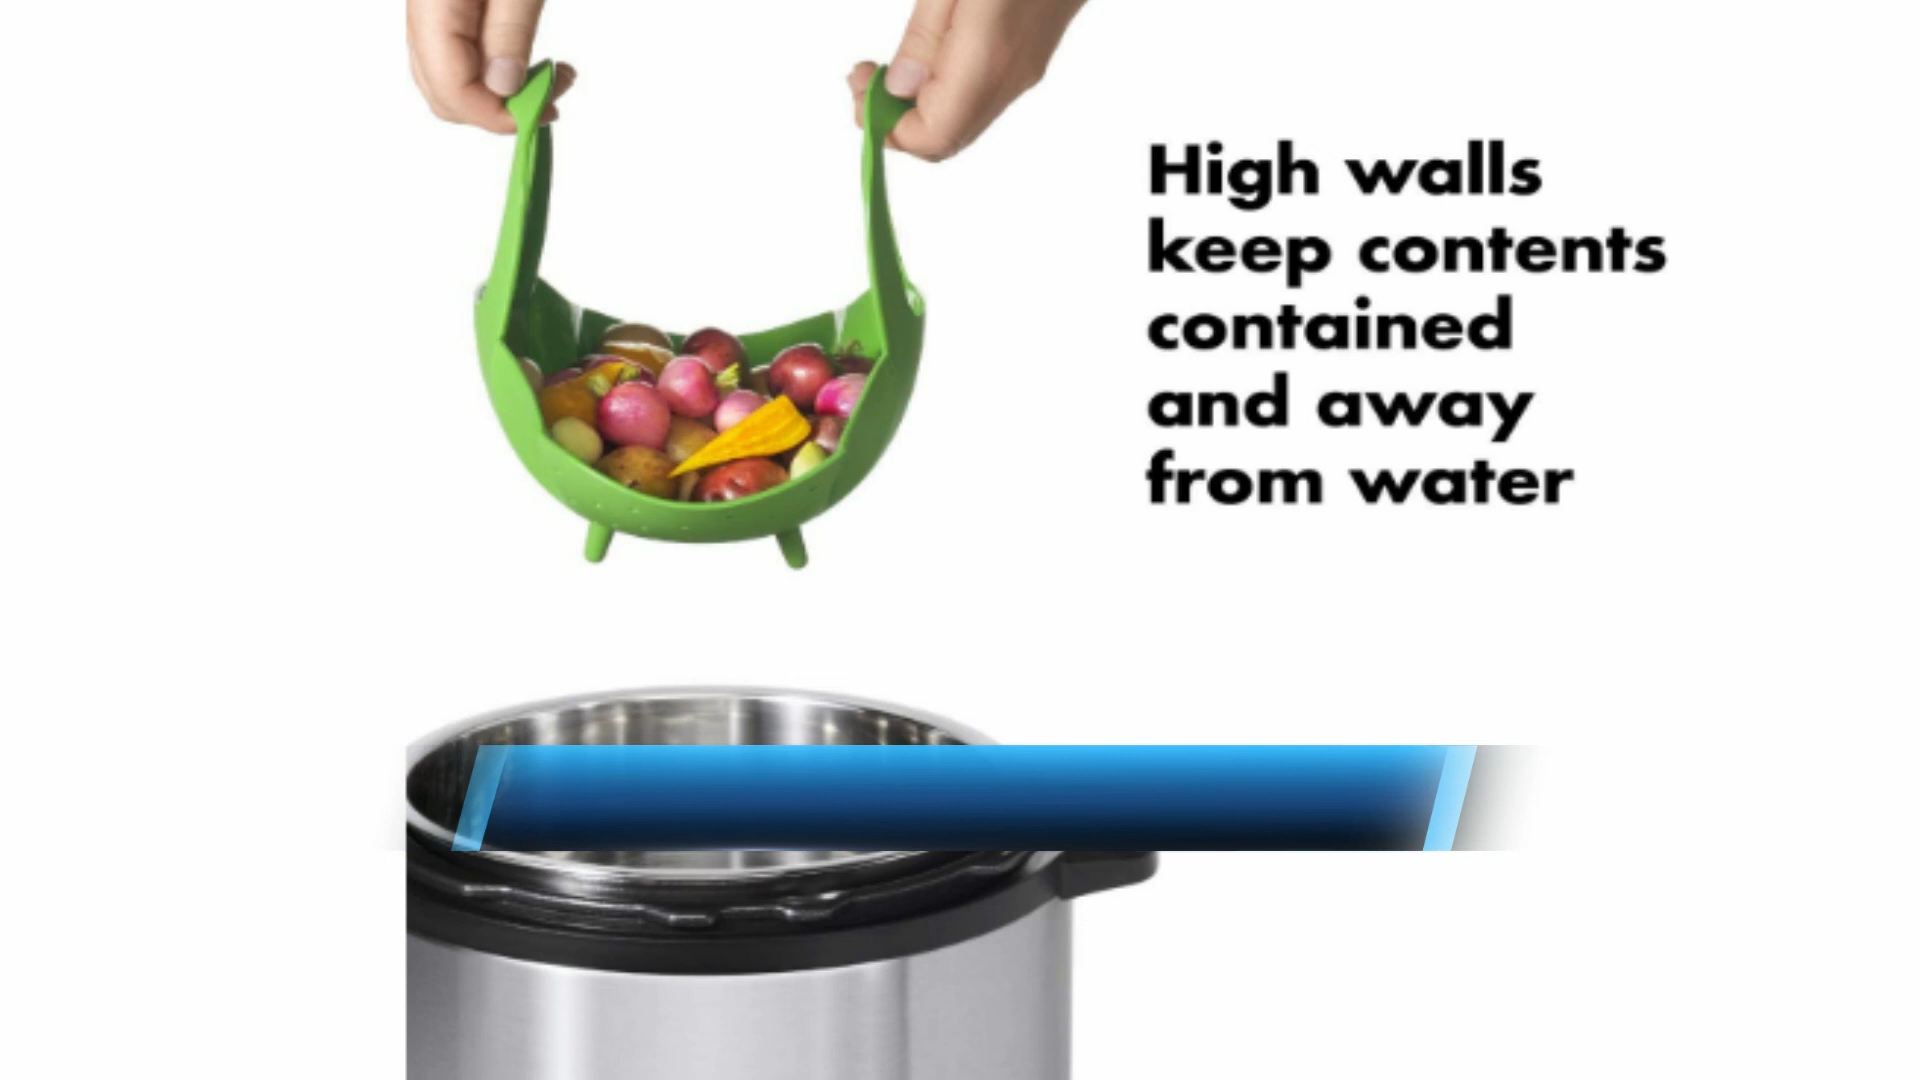 High walls
keep contents
contained
and away
from water